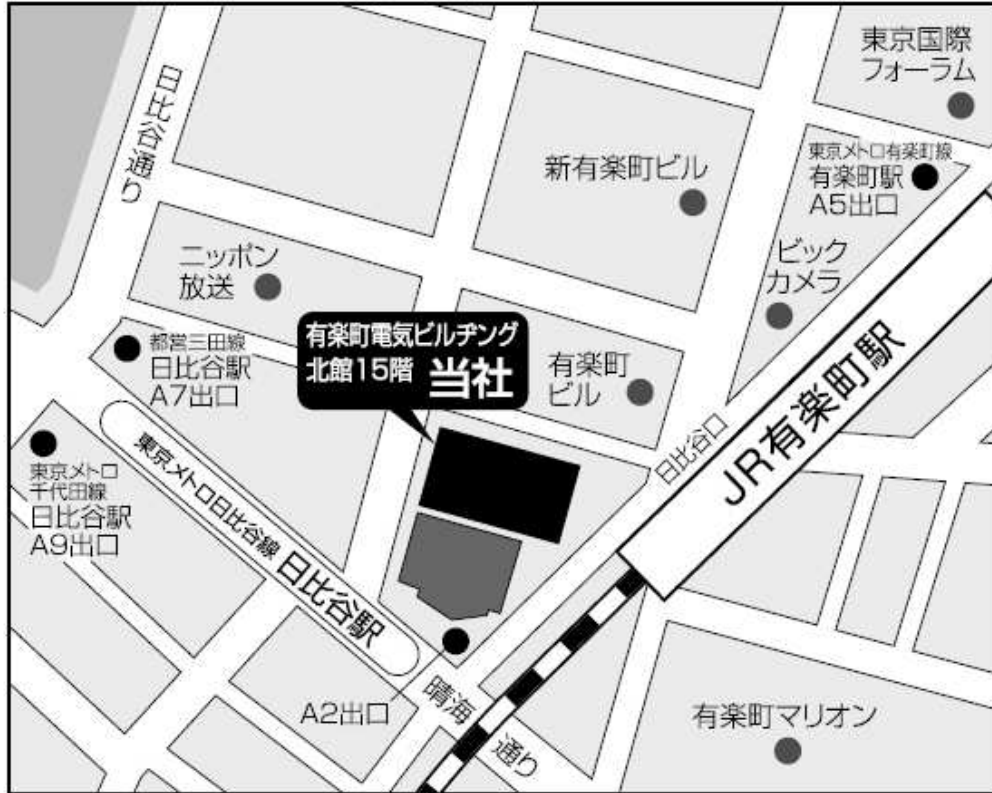 東京国際
フォーラム
日比谷通り
東京メトロ有楽町線
有楽町駅
A5出口
新有楽町ビル
ニッポン
放送
ビック
カメラ
有楽町電気ビルヂング
北館15階 当社
都営三田線
日比谷駅
A7出口
有楽町
ビル
JR有楽町駅
日比谷口
東京メトロ
千代田線
日比谷駅
A9出口
東京メトロ日比谷線 日比谷駅
A2出口
晴海
通り
有楽町マリオン